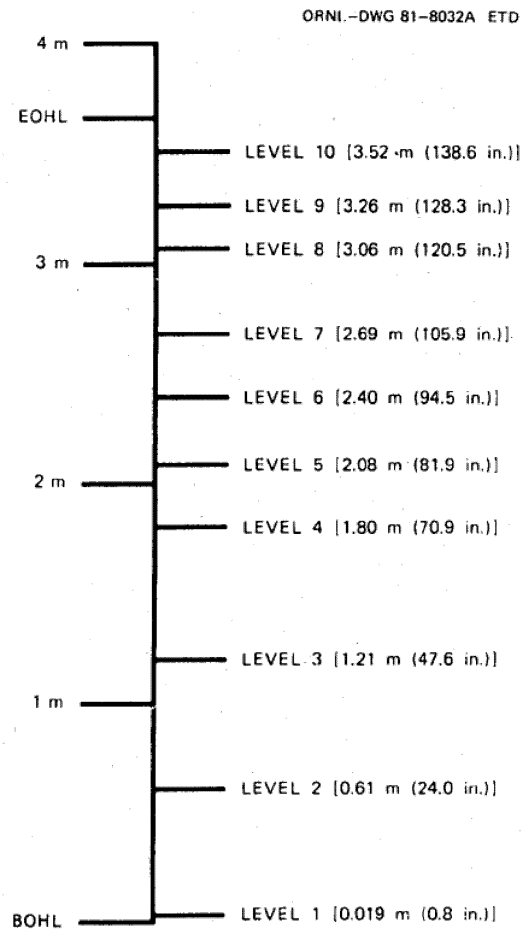 ORNI.-DWG 81-8032A ETD
4 m
EOHL
LEVEL 10 [3.52 m (138.6 in.)]
LEVEL 9 [3.26 m (128.3 in.)]
LEVEL 8 [3.06 m (120.5 in.)]
3 m
LEVEL 7 [2.69 m (105.9 in.)]
LEVEL 6 [2.40 m (94.5 in.)]
LEVEL 5 [2.08 m (81.9 in.)]
2 m
LEVEL 4 [1.80 m (70.9 in.)]
LEVEL 3 [1.21 m (47.6 in.)]
1 m
LEVEL 2 [0.61 m (24.0 in.)]
LEVEL 1 [0.019 m (0.8 in.)]
BOHL